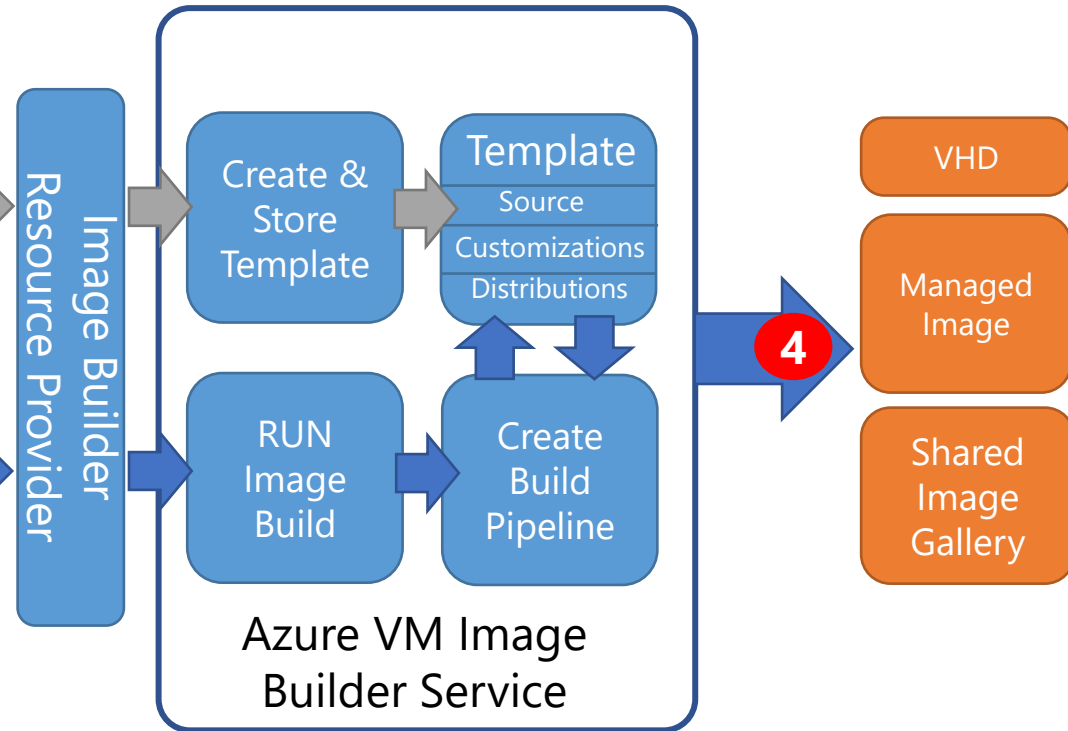 Image Builder
Resource Provider
Create &
Store
Template
Template
Source
Customizations
Distributions
RUN
Image
Build
Create
Build
Pipeline
Azure VM Image
Builder Service
4
VHD
Managed
Image
Shared
Image
Gallery